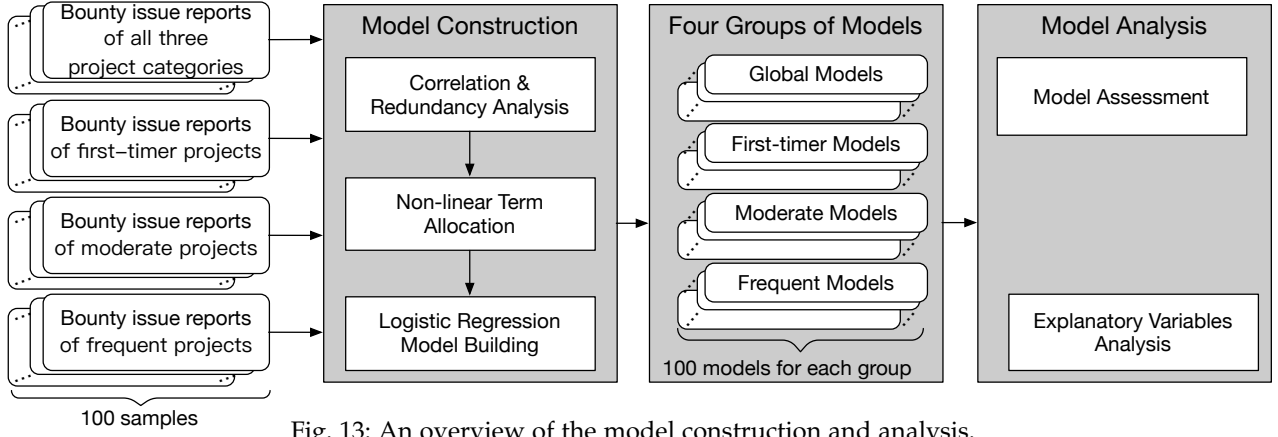 Bounty issue reports
of all three
project categories
Bounty issue reports
of first–timer projects
Bounty issue reports
of moderate projects
Bounty issue reports
of frequent projects
100 samples
Model Construction
Correlation &
Redundancy Analysis
Non-linear Term
Allocation
Logistic Regression
Model Building
Four Groups of Models
Global Models
First-timer Models
Moderate Models
Frequent Models
100 models for each group
Model Analysis
Model Assessment
Explanatory Variables
Analysis
Fig. 13: An overview of the model construction and analysis.